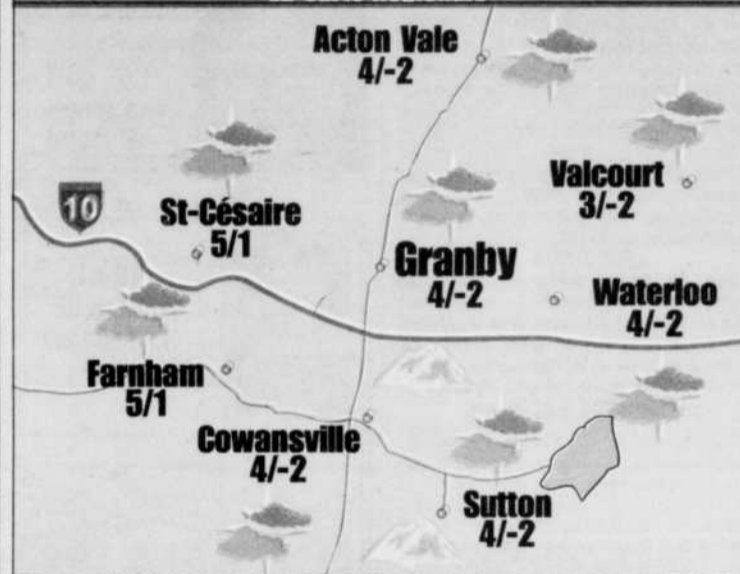 Acton Vale
4/-2
Valcourt
3/-2
10
St-Césaire
5/1
Granby
4/-2
Waterloo
4/-2
Farnham
5/1
Cowansville
4/-2
Sutton
4/-2